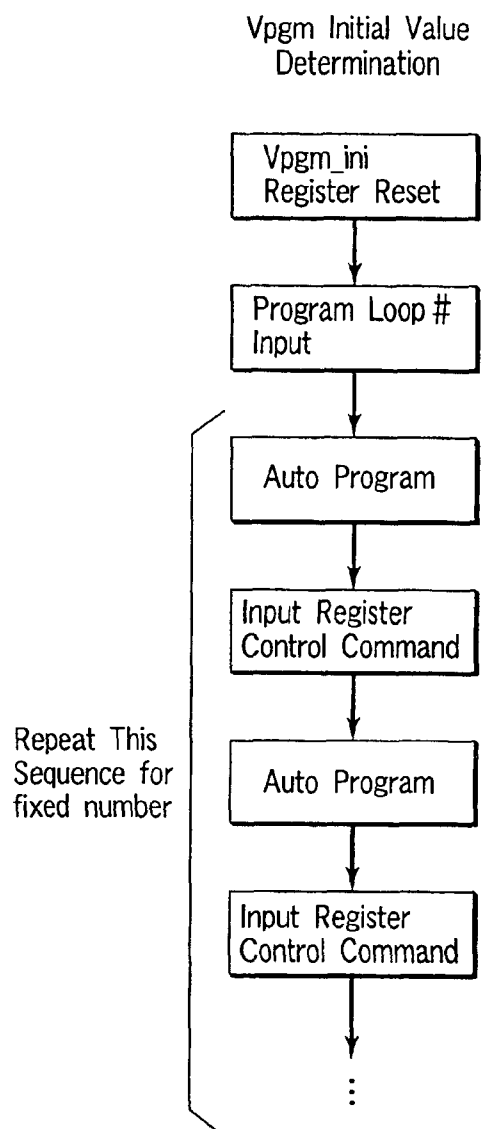 Vpgm Initial Value
Determination
Vpgm_ini
Register Reset
Program Loop #
Input
Auto Program
Input Register
Control Command
Repeat This
Sequence for
fixed number
Auto Program
Input Register
Control Command
⋮